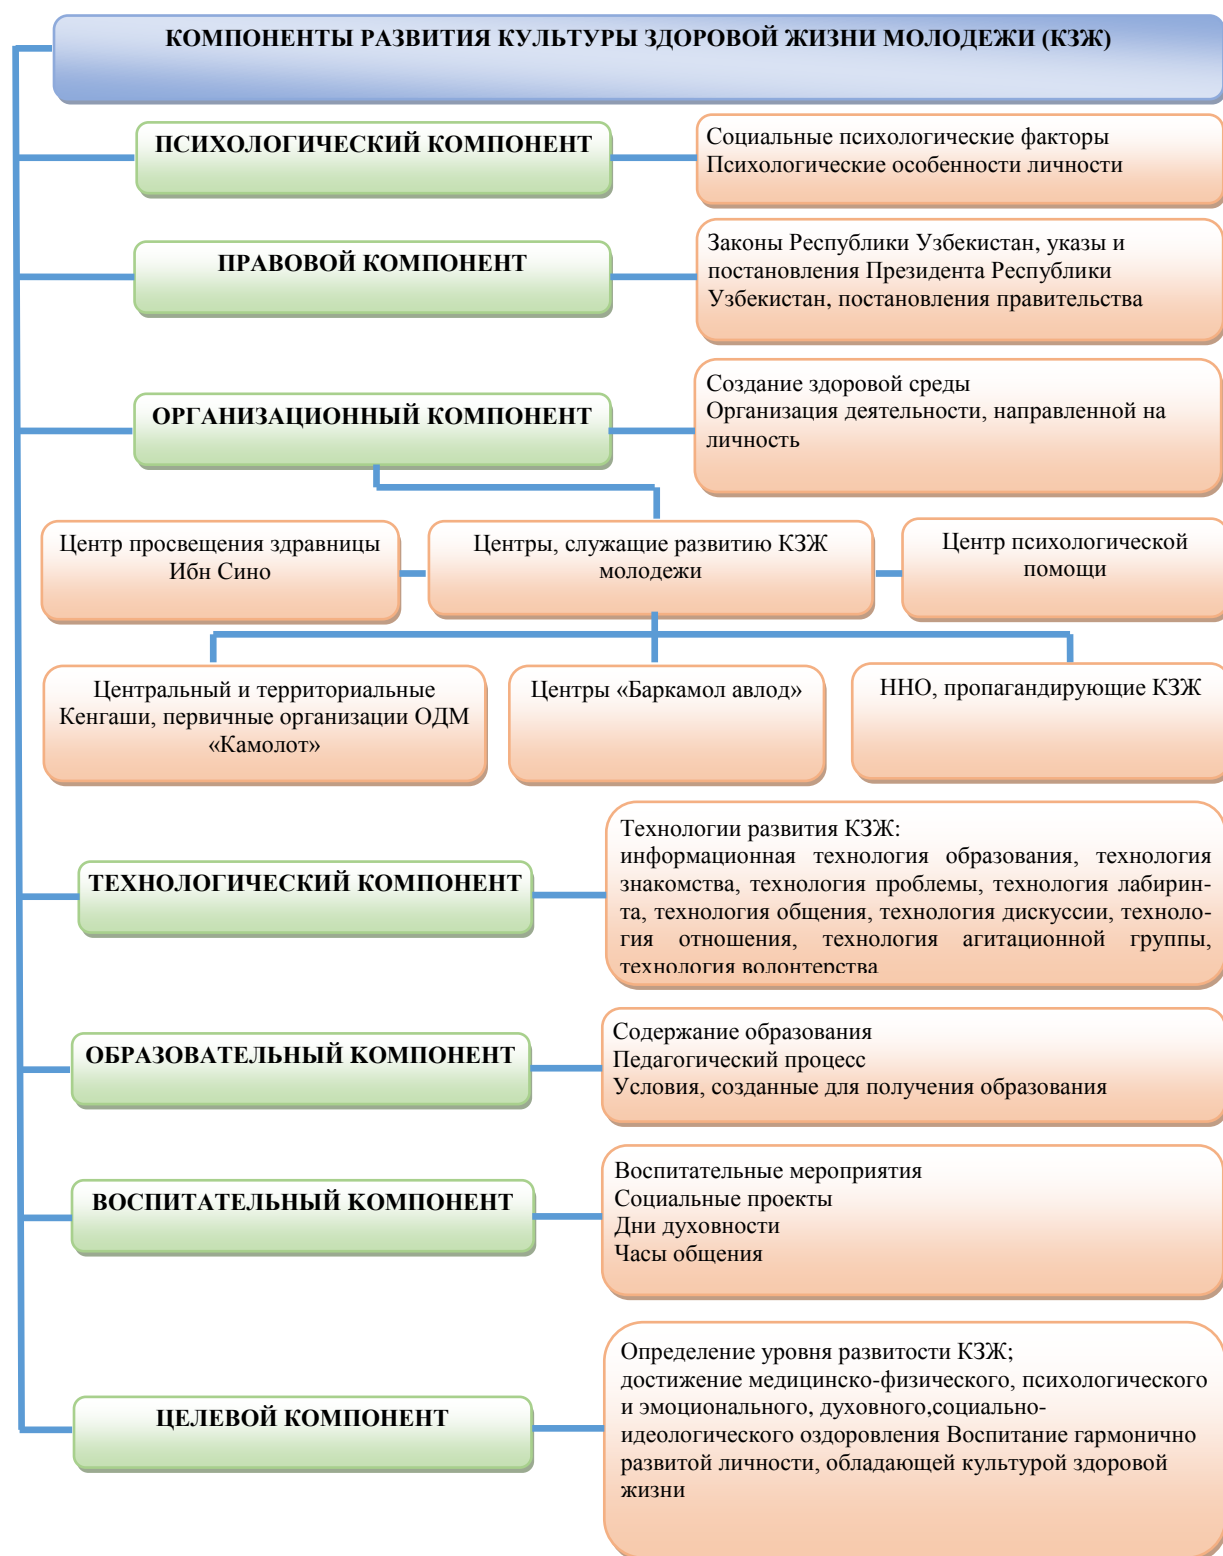 КОМПОНЕНТЫ РАЗВИТИЯ КУЛЬТУРЫ ЗДОРОВОЙ ЖИЗНИ МОЛОДЕЖИ (КЗЖ)
ПСИХОЛОГИЧЕСКИЙ КОМПОНЕНТ
Социальные психологические факторы
Психологические особенности личности
ПРАВОВОЙ КОМПОНЕНТ
Законы Республики Узбекистан, указы и
постановления Президента Республики
Узбекистан, постановления правительства
ОРГАНИЗАЦИОННЫЙ КОМПОНЕНТ
Создание здоровой среды
Организация деятельности, направленной на
личность
Центр просвещения здравницы
Ибн Сино
Центры, служащие развитию КЗЖ
молодежи
Центр психологической
помощи
Центральный и территориальные
Кенгаши, первичные организации ОДМ
«Камолот»
Центры «Баркамол авлод»
ННО, пропагандирующие КЗЖ
ТЕХНОЛОГИЧЕСКИЙ КОМПОНЕНТ
Технологии развития КЗЖ:
информационная технология образования, технология
знакомства, технология проблемы, технология лабирин-
та, технология общения, технология дискуссии, техноло-
гия отношения, технология агитационной группы,
технология волонтерства
ОБРАЗОВАТЕЛЬНЫЙ КОМПОНЕНТ
Содержание образования
Педагогический процесс
Условия, созданные для получения образования
ВОСПИТАТЕЛЬНЫЙ КОМПОНЕНТ
Воспитательные мероприятия
Социальные проекты
Дни духовности
Часы общения
ЦЕЛЕВОЙ КОМПОНЕНТ
Определение уровня развитости КЗЖ;
достижение медицинско-физического, психологического
и эмоционального, духовного,социально-
идеологического оздоровления Воспитание гармонично
развитой личности, обладающей культурой здоровой
жизни